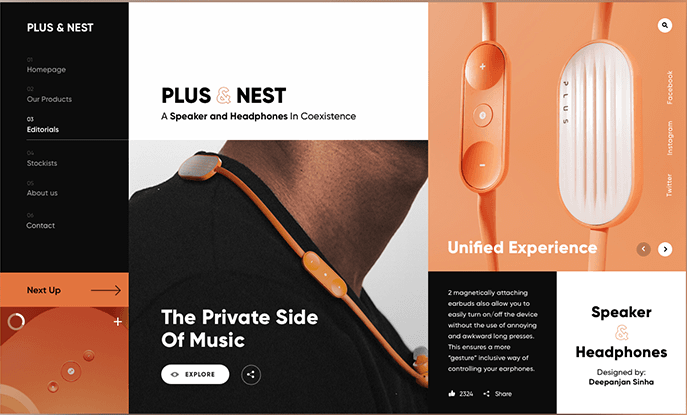 PLUS & NEST
01
Homepage
02
Our Products
03
Editorials
04
Stockists
05
About us
06
Contact
Next Up
PLUS & NEST
A Speaker and Headphones In Coexistence
The Private Side
Of Music
EXPLORE
PLUS
Facebook
Instagram
Twitter
Unified Experience
2 magnetically attaching
earbuds also allow you to
easily turn on/off the device
without the use of annoying
and awkward long presses.
This ensures a more
"gesture" inclusive way of
controlling your earphones.
2324 Share
Speaker
&
Headphones
Designed by:
Deepanjan Sinha